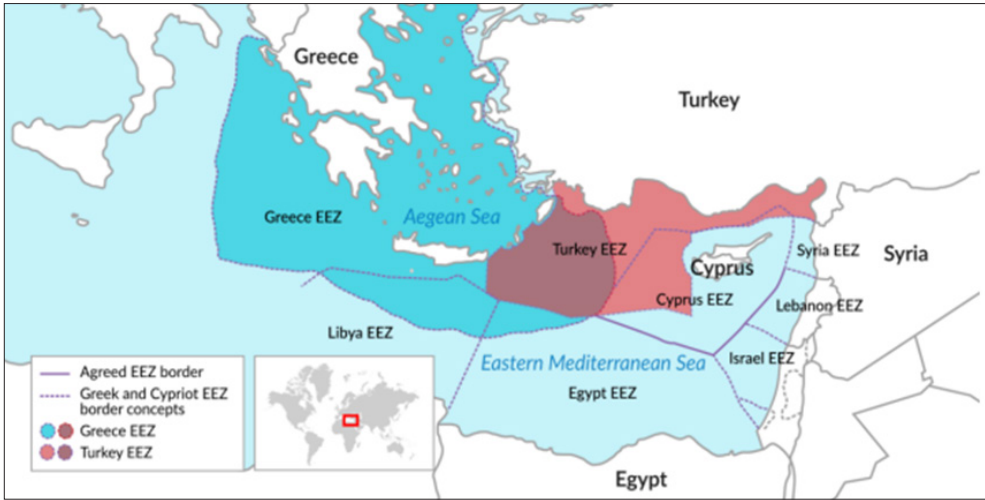 Greece
Turkey
Greece EEZ
Aegean Sea
Turkey EEZ
Cyprus
Syria EEZ
Syria
Cyprus EEZ
Lebanon EEZ
Libya EEZ
Eastern Mediterranean Sea
Israel EEZ
Egypt EEZ
Egypt
Agreed EEZ border
Greek and Cypriot EEZ
border concepts
Greece EEZ
Turkey EEZ